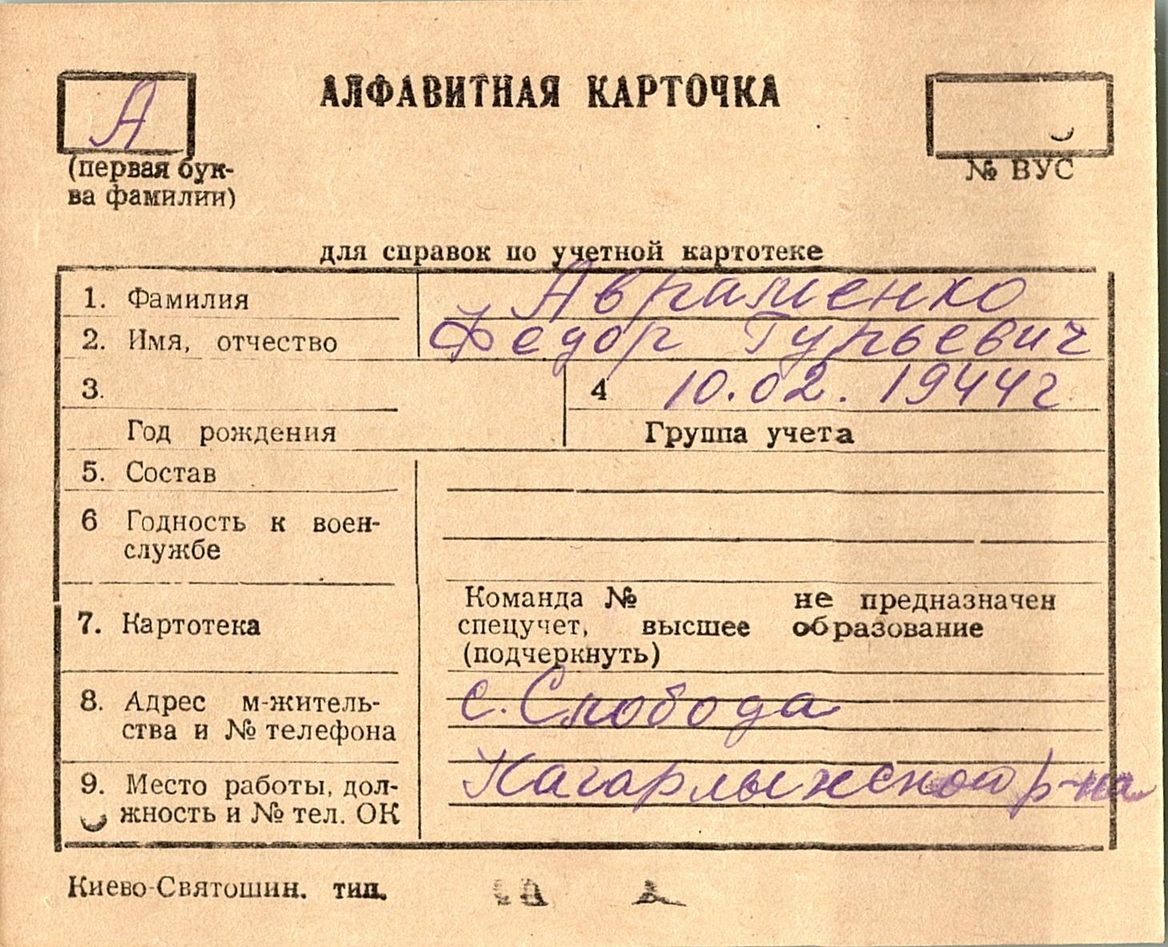 А
АЛФАВИТНАЯ КАРТОЧКА
(первая бук-
ва фамилии)
№ ВУС
для справок по учетной картотеке
1. Фамилия Авраменко
2. Имя, отчество Федор Гурьевич
3. 4 10.02.1944г
Год рождения Группа учета
5. Состав
6 Годность к воен-
службе
7. Картотека
Команда № не предназначен
спецучет, высшее образование
(подчеркнуть)
8. Адрес м-житель-
ства и № телефона
с. Слобода
9. Место работы, дол-
жность и № тел. ОК
Кагарлыкского р-на
Киево-Святошин. тип.